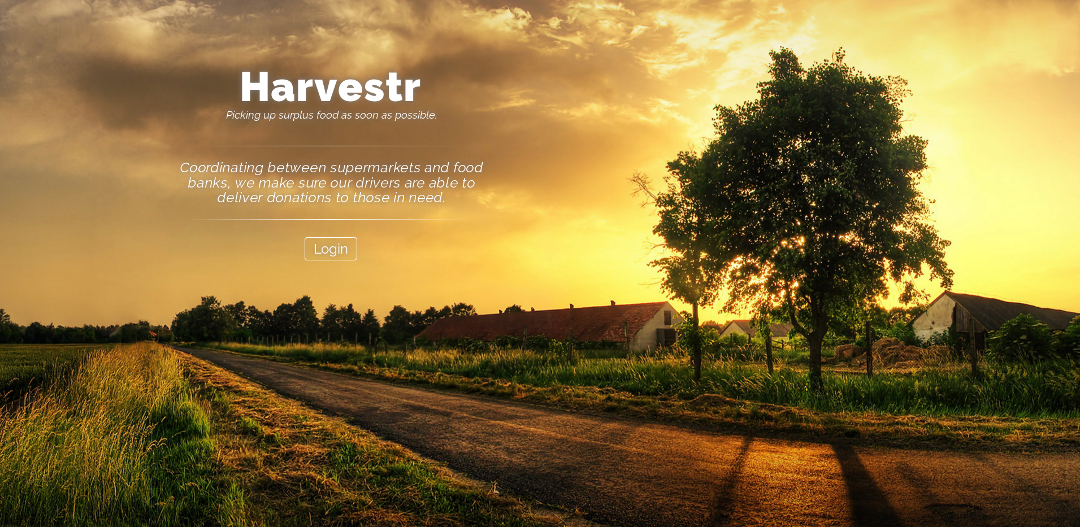 Harvestr
Picking up surplus food as soon as possible.
Coordinating between supermarkets and food
banks, we make sure our drivers are able to
deliver donations to those in need.
Login